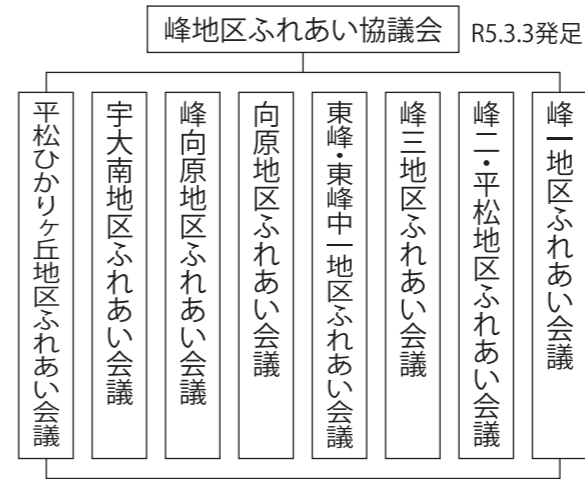 峰地区ふれあい協議会
R5.3.3発足
峰一地区ふれあい会議
峰二・平松地区ふれあい会議
峰三地区ふれあい会議
東峰・東峰中一地区ふれあい会議
向原地区ふれあい会議
峰向原地区ふれあい会議
宇大南地区ふれあい会議
平松ひかりヶ丘地区ふれあい会議